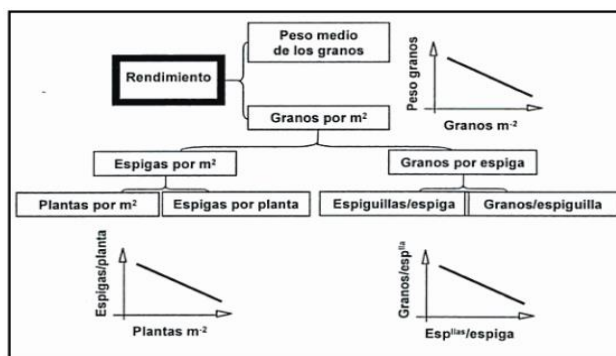 Peso medio
de los granos
Rendimiento
Peso granos
Granos m-2
Granos por m²
Espigas por m²
Granos por espiga
Plantas por m²
Espigas por planta
Espiguillas/espiga
Granos/espiguilla
Espigas/planta
Plantas m-2
Granos/espˡˡᵃ
Espˡˡᵃˢ/espiga